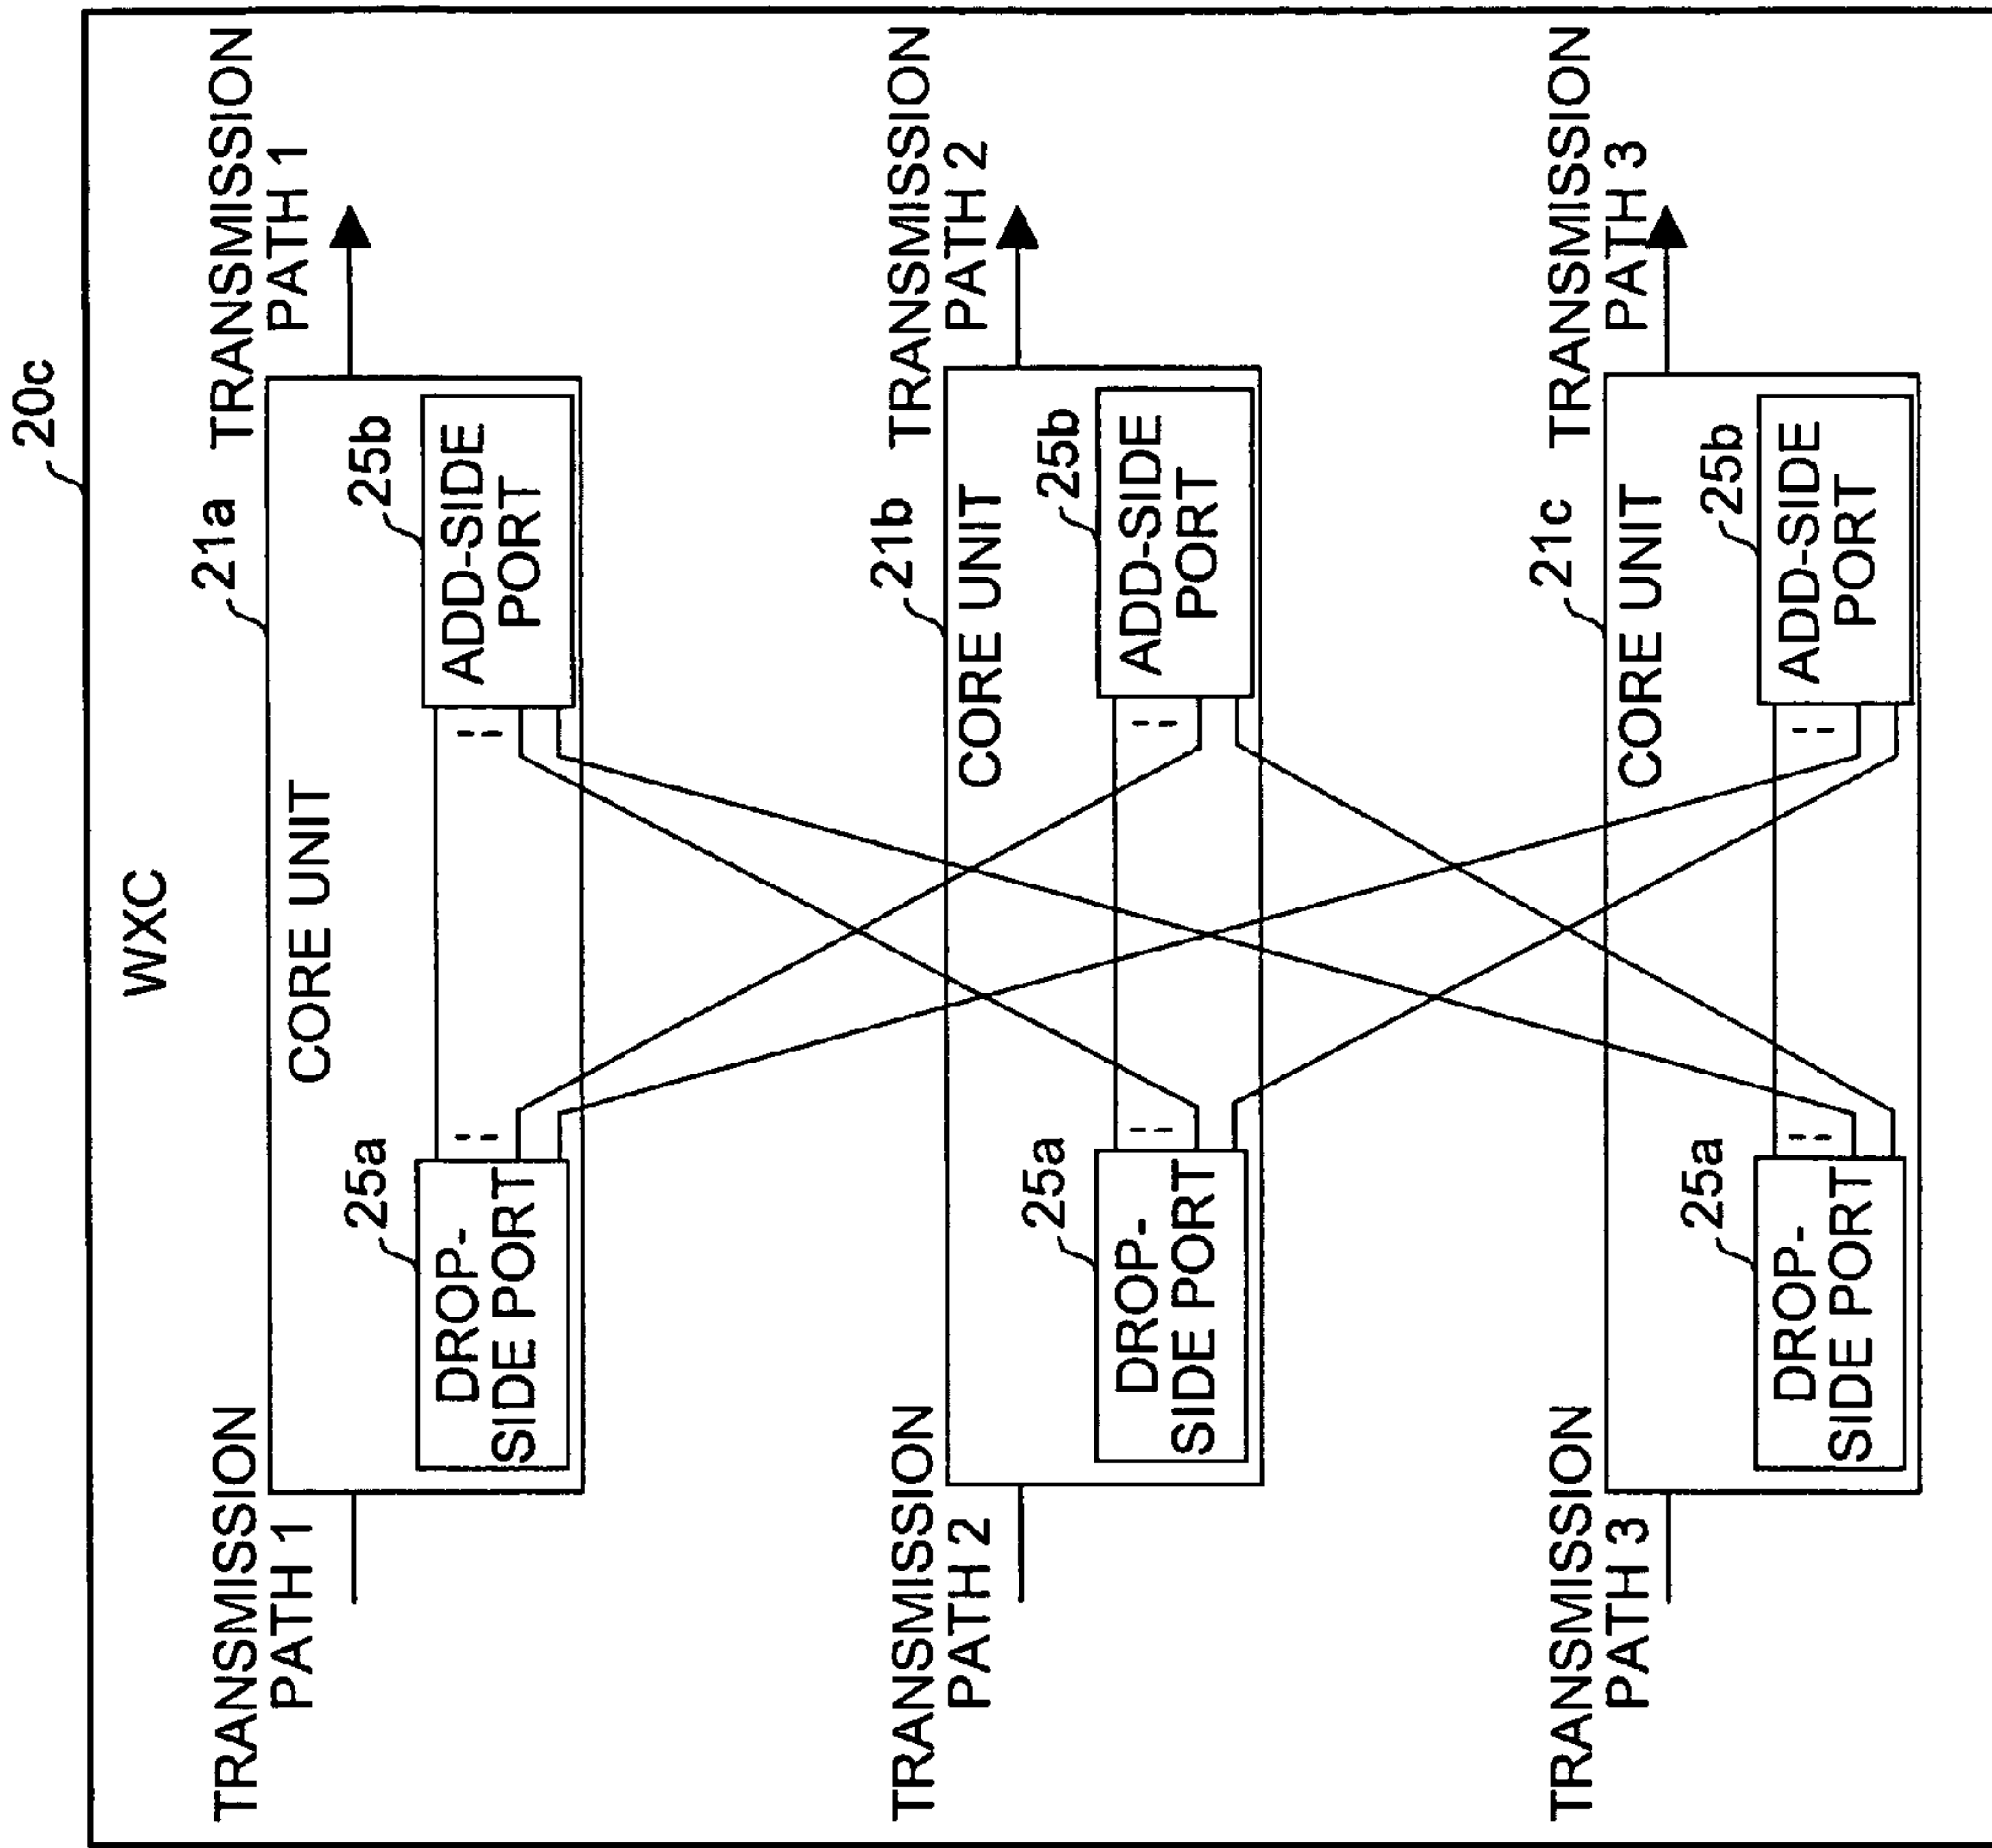 20c
WXC
TRANSMISSION
PATH 1
21a
TRANSMISSION
PATH 1
CORE UNIT
25a
DROP-
SIDE PORT
25b
ADD-SIDE
PORT
TRANSMISSION
PATH 2
21b
TRANSMISSION
PATH 2
CORE UNIT
25a
DROP-
SIDE PORT
25b
ADD-SIDE
PORT
TRANSMISSION
PATH 3
21c
TRANSMISSION
PATH 3
CORE UNIT
25a
DROP-
SIDE PORT
25b
ADD-SIDE
PORT